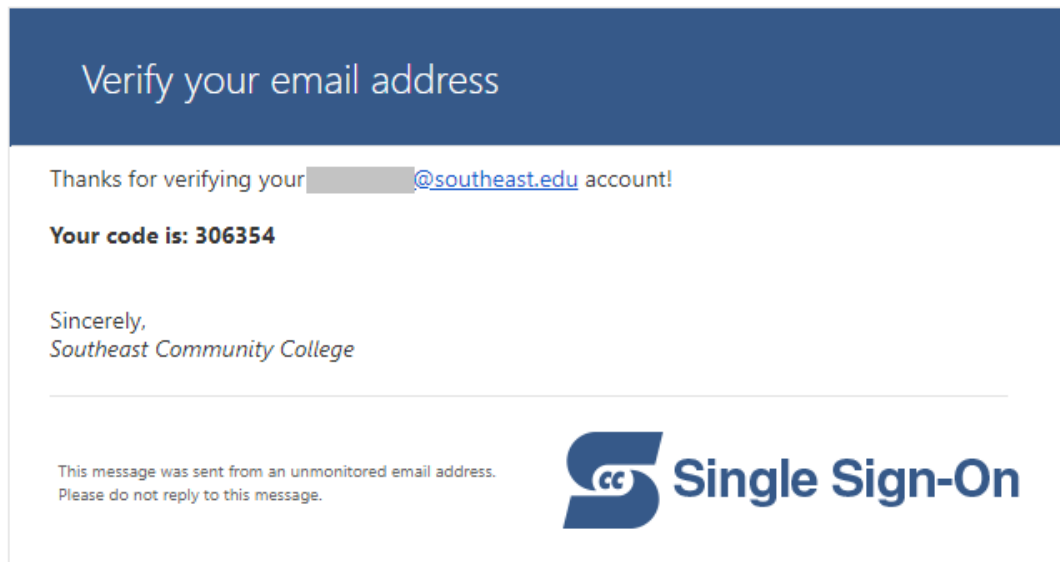 Verify your email address
Thanks for verifying your @southeast.edu account!
Your code is: 306354
Sincerely,
Southeast Community College
This message was sent from an unmonitored email address.
Please do not reply to this message.
S cc Single Sign-On